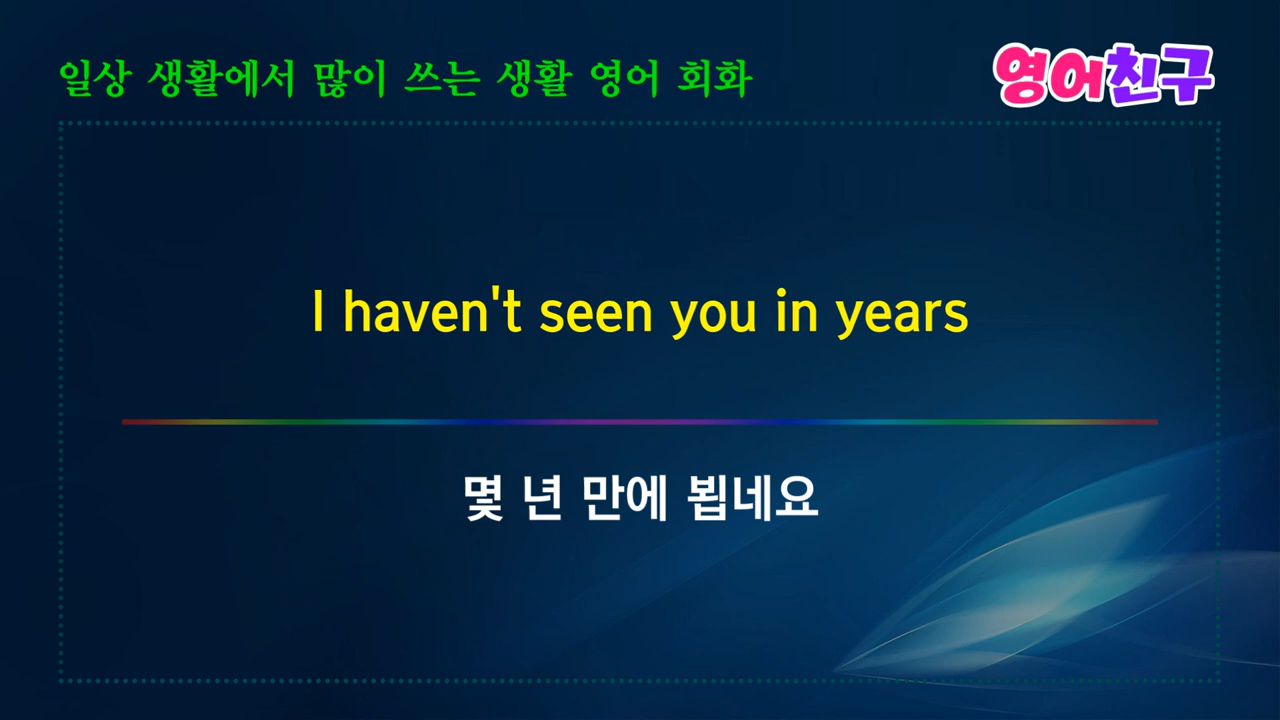 일상 생활에서 많이 쓰는 생활 영어 회화
영어친구
I haven't seen you in years
몇 년 만에 뵙네요